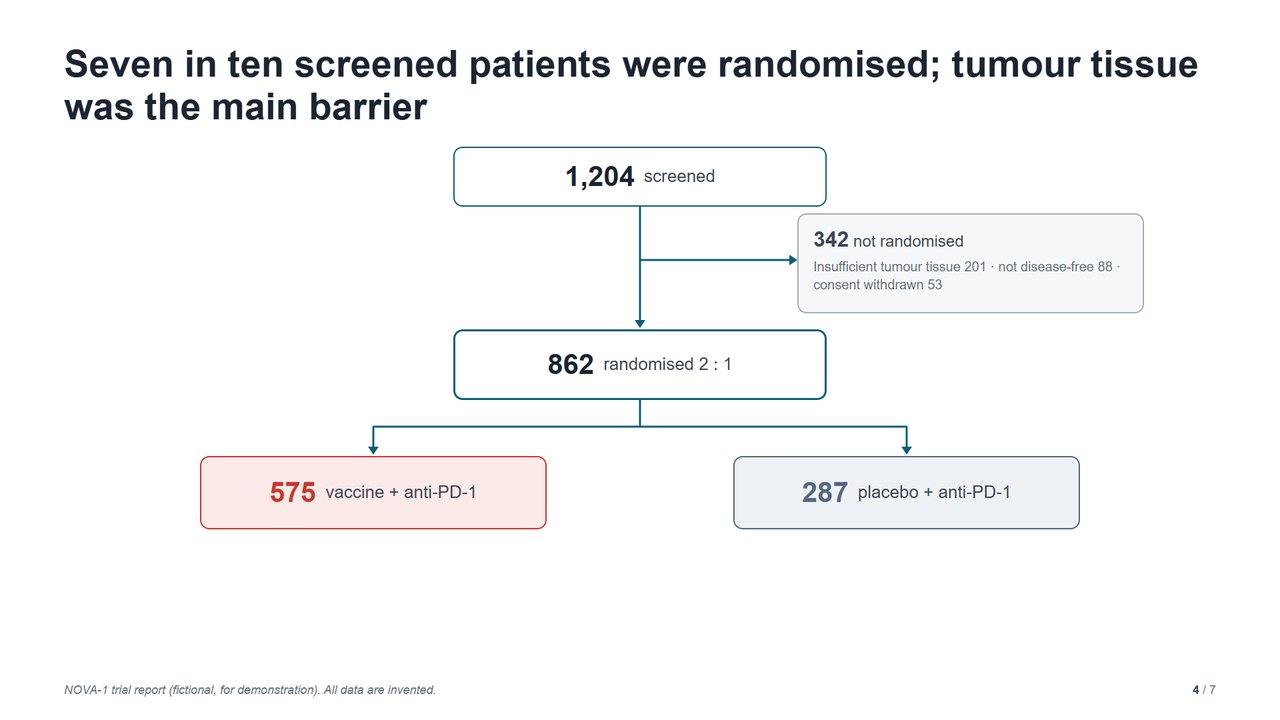 Seven in ten screened patients were randomised; tumour tissue
was the main barrier
1,204 screened
342 not randomised
Insufficient tumour tissue 201 · not disease-free 88 ·
consent withdrawn 53
862 randomised 2 : 1
575 vaccine + anti-PD-1
287 placebo + anti-PD-1
NOVA-1 trial report (fictional, for demonstration). All data are invented.
4 / 7